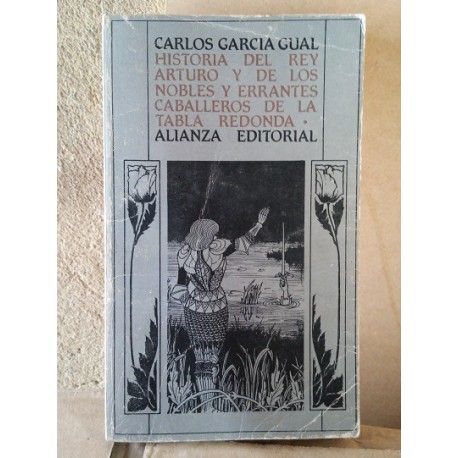 CARLOS GARCIA GUAL
HISTORIA DEL REY
ARTURO Y DE LOS
NOBLES Y ERRANTES
CABALLEROS DE LA
TABLA REDONDA •
ALIANZA EDITORIAL